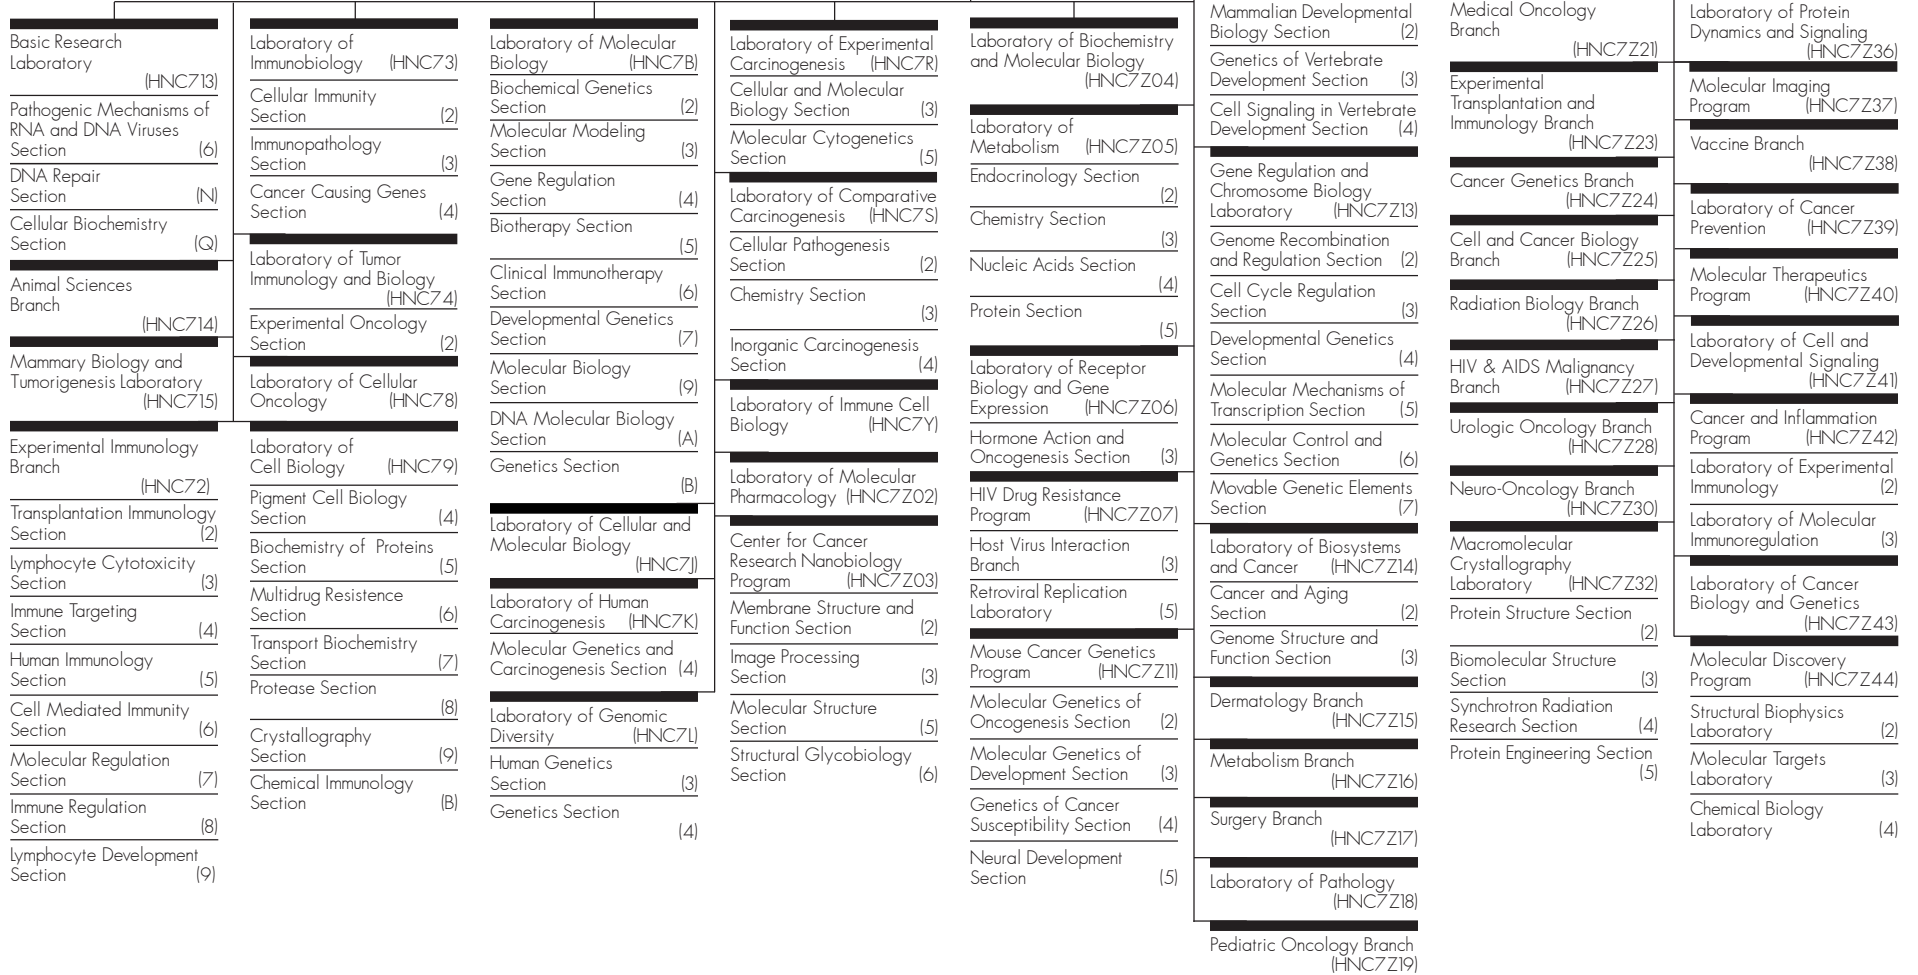 Basic Research
Laboratory
(HNC713)
Pathogenic Mechanisms of
RNA and DNA Viruses
Section (6)
DNA Repair
Section (N)
Cellular Biochemistry
Section (Q)
Animal Sciences
Branch
(HNC714)
Mammary Biology and
Tumorigenesis Laboratory
(HNC715)
Experimental Immunology
Branch
(HNC72)
Transplantation Immunology
Section (2)
Lymphocyte Cytotoxicity
Section (3)
Immune Targeting
Section (4)
Human Immunology
Section (5)
Cell Mediated Immunity
Section (6)
Molecular Regulation
Section (7)
Immune Regulation
Section (8)
Lymphocyte Development
Section (9)
Laboratory of
Immunobiology (HNC73)
Cellular Immunity
Section (2)
Immunopathology
Section (3)
Cancer Causing Genes
Section (4)
Laboratory of Tumor
Immunology and Biology
(HNC74)
Experimental Oncology
Section (2)
Laboratory of Cellular
Oncology (HNC78)
Laboratory of
Cell Biology (HNC79)
Pigment Cell Biology
Section (4)
Biochemistry of Proteins
Section (5)
Multidrug Resistence
Section (6)
Transport Biochemistry
Section (7)
Protease Section
(8)
Crystallography
Section (9)
Chemical Immunology
Section (B)
Laboratory of Molecular
Biology (HNC7B)
Biochemical Genetics
Section (2)
Molecular Modeling
Section (3)
Gene Regulation
Section (4)
Biotherapy Section
(5)
Clinical Immunotherapy
Section (6)
Developmental Genetics
Section (7)
Molecular Biology
Section (9)
DNA Molecular Biology
Section (A)
Genetics Section
(B)
Laboratory of Cellular and
Molecular Biology
(HNC7J)
Laboratory of Human
Carcinogenesis (HNC7K)
Molecular Genetics and
Carcinogenesis Section (4)
Laboratory of Genomic
Diversity (HNC7L)
Human Genetics
Section (3)
Genetics Section
(4)
Laboratory of Experimental
Carcinogenesis (HNC7R)
Cellular and Molecular
Biology Section (3)
Molecular Cytogenetics
Section (5)
Laboratory of Comparative
Carcinogenesis (HNC7S)
Cellular Pathogenesis
Section (2)
Chemistry Section
(3)
Inorganic Carcinogenesis
Section (4)
Laboratory of Immune Cell
Biology (HNC7Y)
Laboratory of Molecular
Pharmacology (HNC7Z02)
Center for Cancer
Research Nanobiology
Program (HNC7Z03)
Membrane Structure and
Function Section (2)
Image Processing
Section (3)
Molecular Structure
Section (5)
Structural Glycobiology
Section (6)
Laboratory of Biochemistry
and Molecular Biology
(HNC7Z04)
Laboratory of
Metabolism (HNC7Z05)
Endocrinology Section
(2)
Chemistry Section
(3)
Nucleic Acids Section
(4)
Protein Section
(5)
Laboratory of Receptor
Biology and Gene
Expression (HNC7Z06)
Hormone Action and
Oncogenesis Section (3)
HIV Drug Resistance
Program (HNC7Z07)
Host Virus Interaction
Branch (3)
Retroviral Replication
Laboratory (5)
Mouse Cancer Genetics
Program (HNC7Z11)
Molecular Genetics of
Oncogenesis Section (2)
Molecular Genetics of
Development Section (3)
Genetics of Cancer
Susceptibility Section (4)
Neural Development
Section (5)
Mammalian Developmental
Biology Section (2)
Genetics of Vertebrate
Development Section (3)
Cell Signaling in Vertebrate
Development Section (4)
Gene Regulation and
Chromosome Biology
Laboratory (HNC7Z13)
Genome Recombination
and Regulation Section (2)
Cell Cycle Regulation
Section (3)
Developmental Genetics
Section (4)
Molecular Mechanisms of
Transcription Section (5)
Molecular Control and
Genetics Section (6)
Movable Genetic Elements
Section (7)
Laboratory of Biosystems
and Cancer (HNC7Z14)
Cancer and Aging
Section (2)
Genome Structure and
Function Section (3)
Dermatology Branch
(HNC7Z15)
Metabolism Branch
(HNC7Z16)
Surgery Branch
(HNC7Z17)
Laboratory of Pathology
(HNC7Z18)
Pediatric Oncology Branch
(HNC7Z19)
Medical Oncology
Branch
(HNC7Z21)
Experimental
Transplantation and
Immunology Branch
(HNC7Z23)
Cancer Genetics Branch
(HNC7Z24)
Cell and Cancer Biology
Branch (HNC7Z25)
Radiation Biology Branch
(HNC7Z26)
HIV & AIDS Malignancy
Branch (HNC7Z27)
Urologic Oncology Branch
(HNC7Z28)
Neuro-Oncology Branch
(HNC7Z30)
Macromolecular
Crystallography
Laboratory (HNC7Z32)
Protein Structure Section
(2)
Biomolecular Structure
Section (3)
Synchrotron Radiation
Research Section (4)
Protein Engineering Section
(5)
Laboratory of Protein
Dynamics and Signaling
(HNC7Z36)
Molecular Imaging
Program (HNC7Z37)
Vaccine Branch
(HNC7Z38)
Laboratory of Cancer
Prevention (HNC7Z39)
Molecular Therapeutics
Program (HNC7Z40)
Laboratory of Cell and
Developmental Signaling
(HNC7Z41)
Cancer and Inflammation
Program (HNC7Z42)
Laboratory of Experimental
Immunology (2)
Laboratory of Molecular
Immunoregulation (3)
Laboratory of Cancer
Biology and Genetics
(HNC7Z43)
Molecular Discovery
Program (HNC7Z44)
Structural Biophysics
Laboratory (2)
Molecular Targets
Laboratory (3)
Chemical Biology
Laboratory (4)